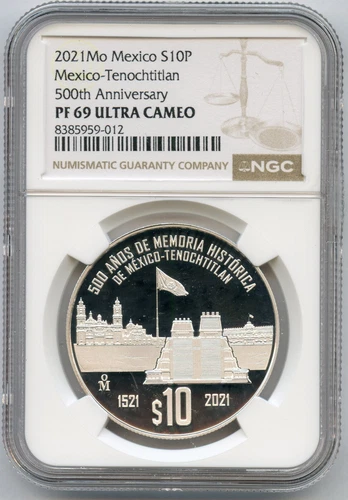 2021Mo Mexico S10P
Mexico-Tenochtitlan
500th Anniversary
PF 69 ULTRA CAMEO
8385959-012
NUMISMATIC GUARANTY COMPANY NGC
500 AÑOS DE MEMORIA HISTÓRICA
DE MÉXICO-TENOCHTITLAN
oM
1521 $10 2021